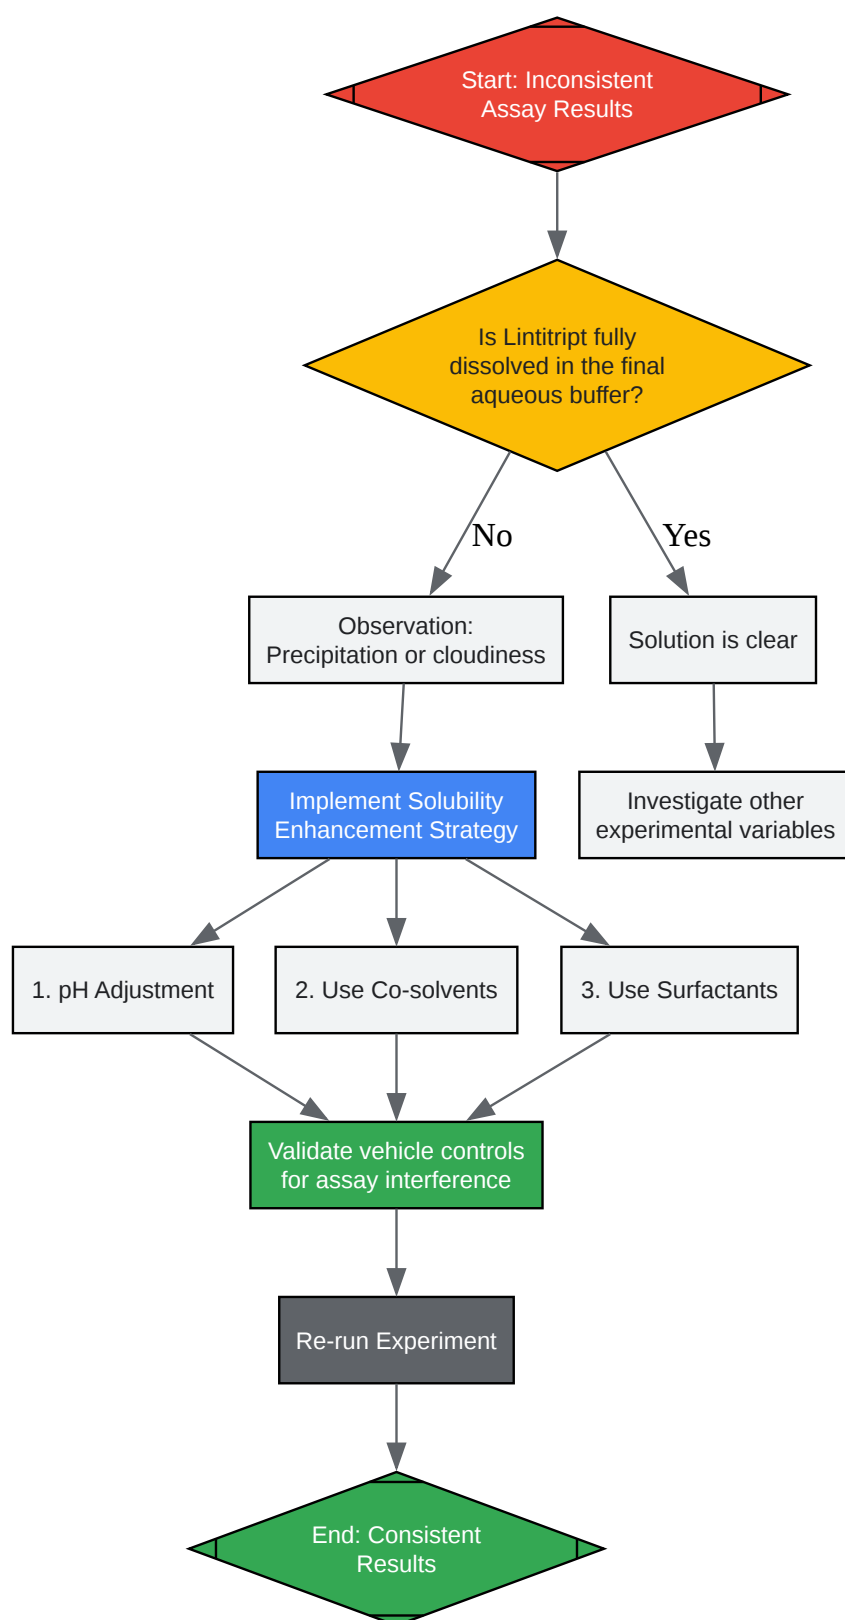 Start: Inconsistent
Assay Results
Is Lintitript fully
dissolved in the final
aqueous buffer?
No
Yes
Observation:
Precipitation or cloudiness
Solution is clear
Implement Solubility
Enhancement Strategy
Investigate other
experimental variables
1. pH Adjustment
2. Use Co-solvents
3. Use Surfactants
Validate vehicle controls
for assay interference
Re-run Experiment
End: Consistent
Results